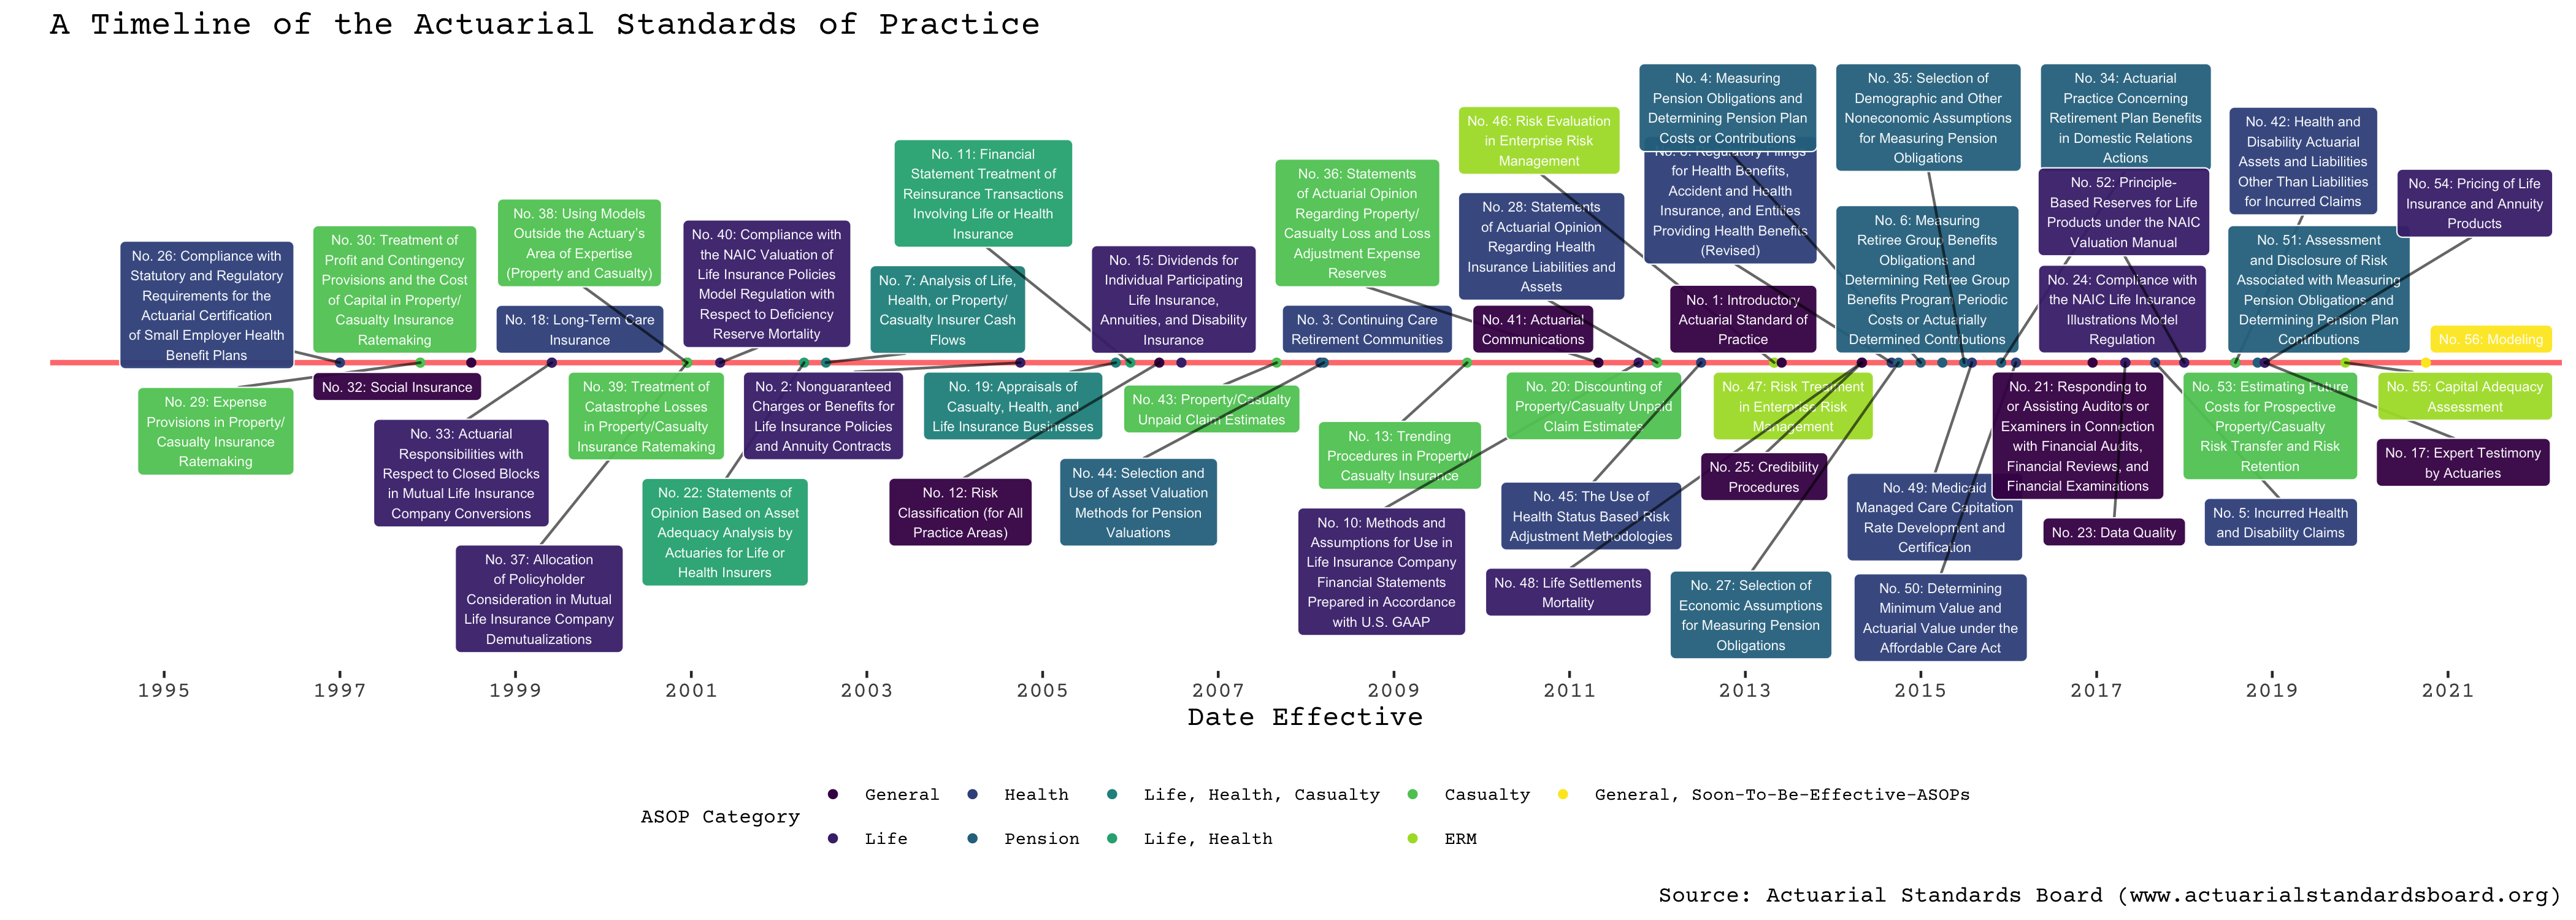 A Timeline of the Actuarial Standards of Practice
No. 4: Measuring
Pension Obligations and
Determining Pension Plan
Costs or Contributions
No. 35: Selection of
Demographic and Other
Noneconomic Assumptions
for Measuring Pension
Obligations
No. 34: Actuarial
Practice Concerning
Retirement Plan Benefits
in Domestic Relations
Actions
No. 46: Risk Evaluation
in Enterprise Risk
Management
No. 42: Health and
Disability Actuarial
Assets and Liabilities
Other Than Liabilities
for Incurred Claims
No. 11: Financial
Statement Treatment of
Reinsurance Transactions
Involving Life or Health
Insurance
Regulatory Filings
for Health Benefits,
Accident and Health
Insurance, and Entities
Providing Health Benefits
(Revised)
No. 36: Statements
of Actuarial Opinion
Regarding Property/
Casualty Loss and Loss
Adjustment Expense
Reserves
No. 52: Principle-
Based Reserves for Life
Products under the NAIC
Valuation Manual
No. 54: Pricing of Life
Insurance and Annuity
Products
No. 28: Statements
of Actuarial Opinion
Regarding Health
Insurance Liabilities and
Assets
No. 38: Using Models
Outside the Actuary's
Area of Expertise
(Property and Casualty)
No. 6: Measuring
Retiree Group Benefits
Obligations and
Determining Retiree Group
Benefits Program Periodic
Costs or Actuarially
Determined Contributions
No. 40: Compliance with
the NAIC Valuation of
Life Insurance Policies
Model Regulation with
Respect to Deficiency
Reserve Mortality
No. 30: Treatment of
Profit and Contingency
Provisions and the Cost
of Capital in Property/
Casualty Insurance
Ratemaking
No. 51: Assessment
and Disclosure of Risk
Associated with Measuring
Pension Obligations and
Determining Pension Plan
Contributions
No. 26: Compliance with
Statutory and Regulatory
Requirements for the
Actuarial Certification
of Small Employer Health
Benefit Plans
No. 15: Dividends for
Individual Participating
Life Insurance,
Annuities, and Disability
Insurance
No. 7: Analysis of Life,
Health, or Property/
Casualty Insurer Cash
Flows
No. 24: Compliance with
the NAIC Life Insurance
Illustrations Model
Regulation
No. 1: Introductory
Actuarial Standard of
Practice
No. 18: Long-Term Care
Insurance
No. 3: Continuing Care
Retirement Communities
No. 41: Actuarial
Communications
No. 56: Modeling
No. 32: Social Insurance
No. 29: Expense
Provisions in Property/
Casualty Insurance
Ratemaking
No. 39: Treatment of
Catastrophe Losses
in Property/Casualty
Insurance Ratemaking
No. 2: Nonguaranteed
Charges or Benefits for
Life Insurance Policies
and Annuity Contracts
No. 19: Appraisals of
Casualty, Health, and
Life Insurance Businesses
No. 43: Property/Casualty
Unpaid Claim Estimates
No. 20: Discounting of
Property/Casualty Unpaid
Claim Estimates
No. 47: Risk Treatment
in Enterprise Risk
Management
No. 21: Responding to
or Assisting Auditors or
Examiners in Connection
with Financial Audits,
Financial Reviews, and
Financial Examinations
No. 53: Estimating Future
Costs for Prospective
Property/Casualty
Risk Transfer and Risk
Retention
No. 55: Capital Adequacy
Assessment
No. 33: Actuarial
Responsibilities with
Respect to Closed Blocks
in Mutual Life Insurance
Company Conversions
No. 13: Trending
Procedures in Property/
Casualty Insurance
No. 17: Expert Testimony
by Actuaries
No. 25: Credibility
Procedures
No. 44: Selection and
Use of Asset Valuation
Methods for Pension
Valuations
No. 22: Statements of
Opinion Based on Asset
Adequacy Analysis by
Actuaries for Life or
Health Insurers
No. 12: Risk
Classification (for All
Practice Areas)
No. 45: The Use of
Health Status Based Risk
Adjustment Methodologies
No. 49: Medicaid
Managed Care Capitation
Rate Development and
Certification
No. 5: Incurred Health
and Disability Claims
No. 10: Methods and
Assumptions for Use in
Life Insurance Company
Financial Statements
Prepared in Accordance
with U.S. GAAP
No. 23: Data Quality
No. 37: Allocation
of Policyholder
Consideration in Mutual
Life Insurance Company
Demutualizations
No. 48: Life Settlements
Mortality
No. 27: Selection of
Economic Assumptions
for Measuring Pension
Obligations
No. 50: Determining
Minimum Value and
Actuarial Value under the
Affordable Care Act
1995 1997 1999 2001 2003 2005 2007 2009 2011 2013 2015 2017 2019 2021
Date Effective
ASOP Category
General Health Life, Health, Casualty Casualty General, Soon-To-Be-Effective-ASOPs
Life Pension Life, Health ERM
Source: Actuarial Standards Board (www.actuarialstandardsboard.org)